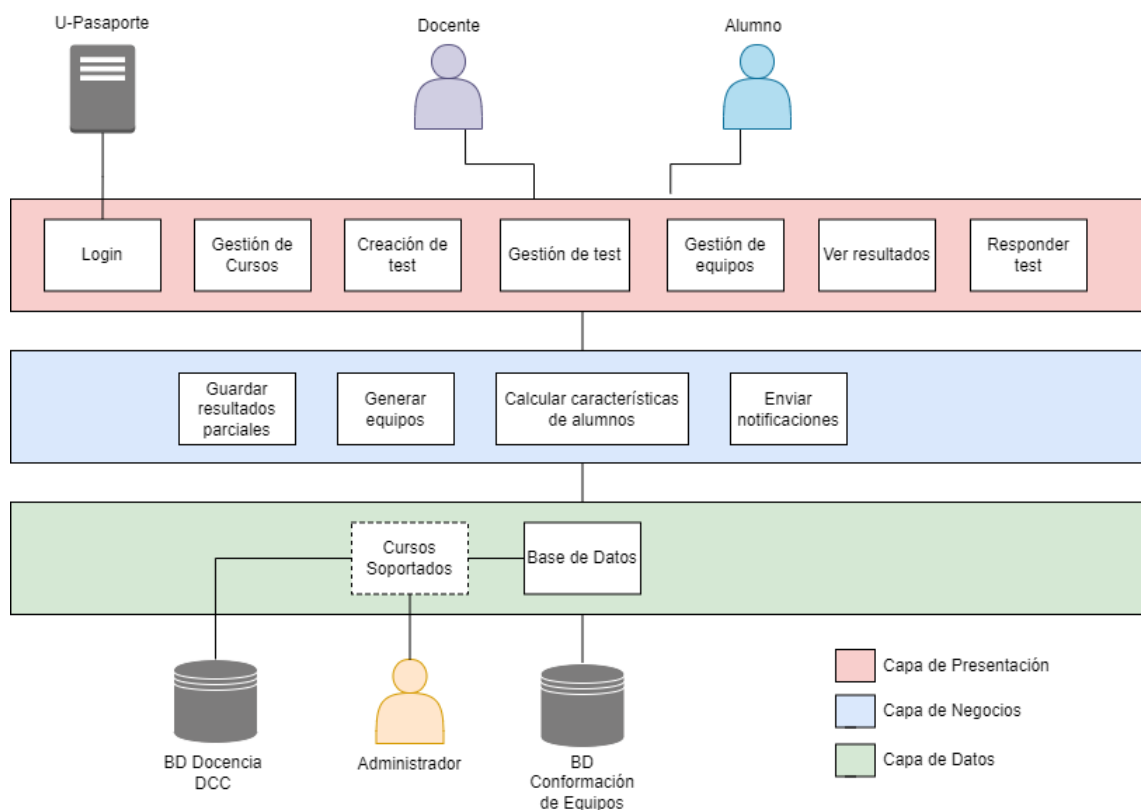 U-Pasaporte
Docente
Alumno
Login
Gestión de
Cursos
Creación de
test
Gestión de test
Gestión de
equipos
Ver resultados
Responder
test
Guardar
resultados
parciales
Generar
equipos
Calcular características
de alumnos
Enviar
notificaciones
Cursos
Soportados
Base de Datos
BD Docencia
DCC
Administrador
BD
Conformación
de Equipos
Capa de Presentación
Capa de Negocios
Capa de Datos